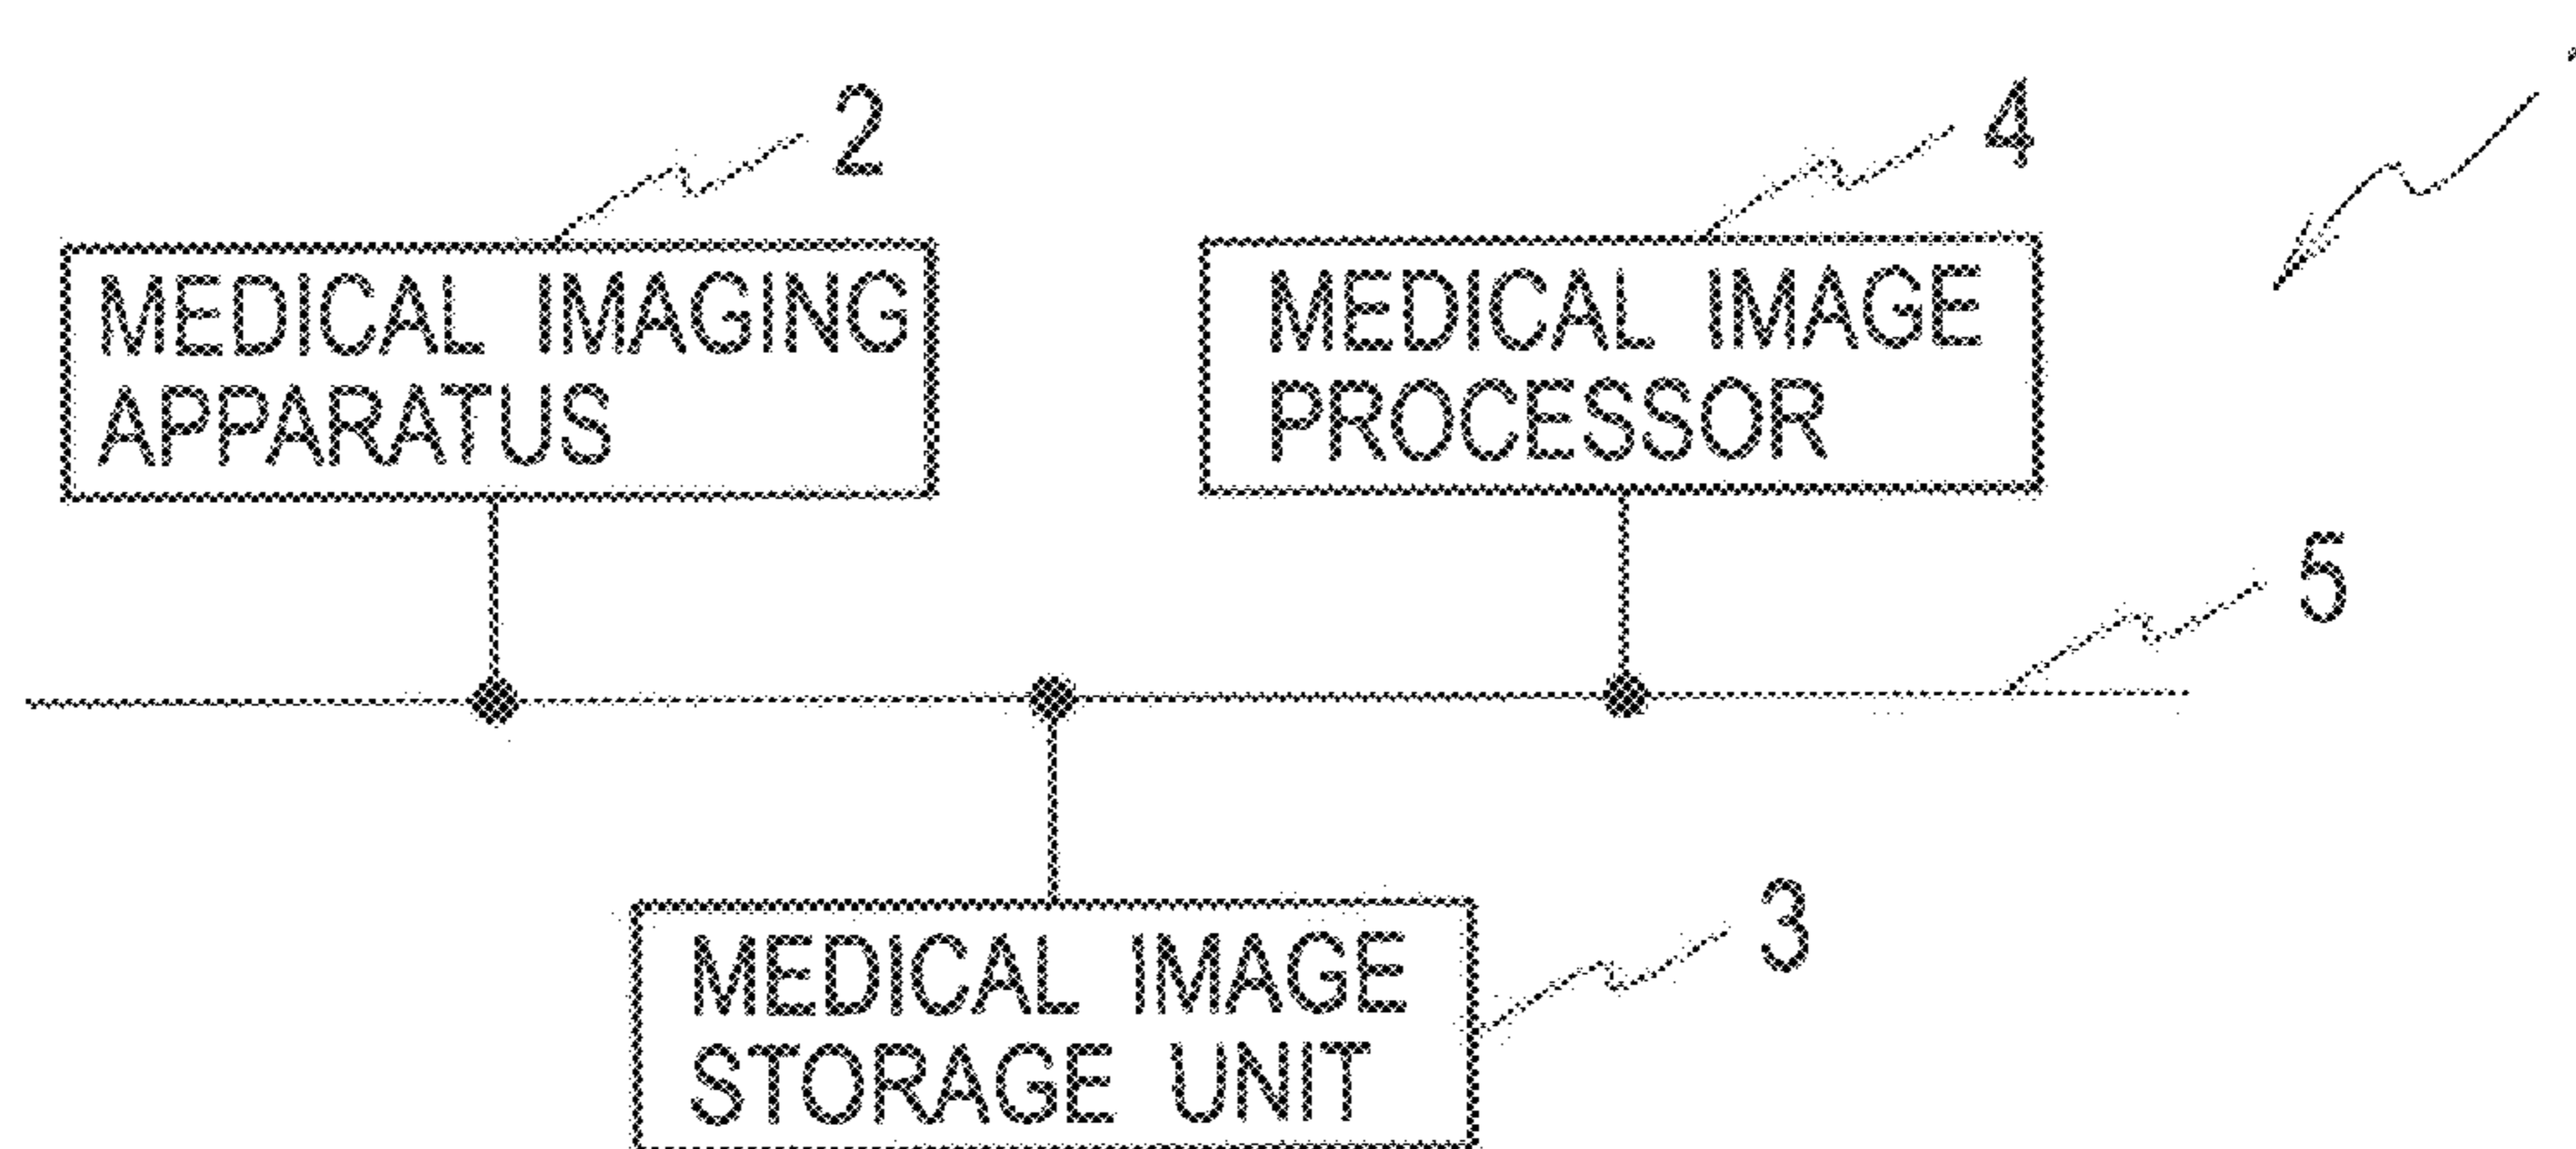 2
4
MEDICAL IMAGING
APPARATUS
MEDICAL IMAGE
PROCESSOR
5
3
MEDICAL IMAGE
STORAGE UNIT